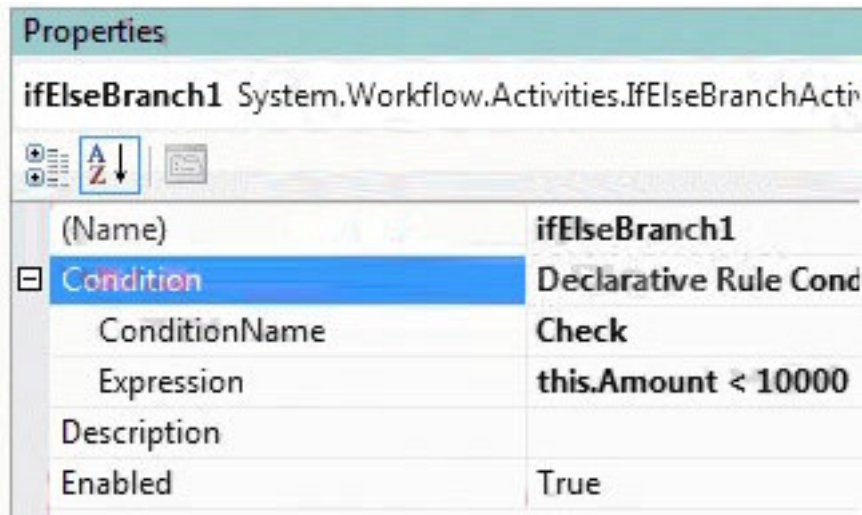 Properties
ifElseBranch1 System.Workflow.Activities.IfElseBranchActiv
(Name) ifElseBranch1
Condition Declarative Rule Cond
ConditionName Check
Expression this.Amount < 10000
Description
Enabled True